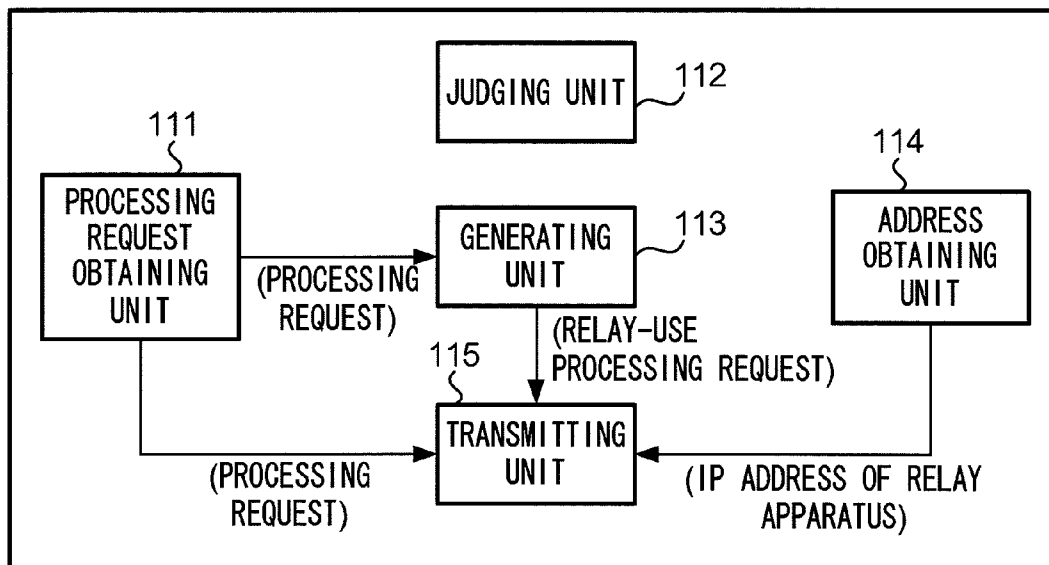 JUDGING UNIT
112
111
PROCESSING
REQUEST
OBTAINING
UNIT
(PROCESSING
REQUEST)
GENERATING
UNIT
113
114
ADDRESS
OBTAINING
UNIT
(RELAY-USE
PROCESSING REQUEST)
115
TRANSMITTING
UNIT
(PROCESSING
REQUEST)
(IP ADDRESS OF RELAY
APPARATUS)